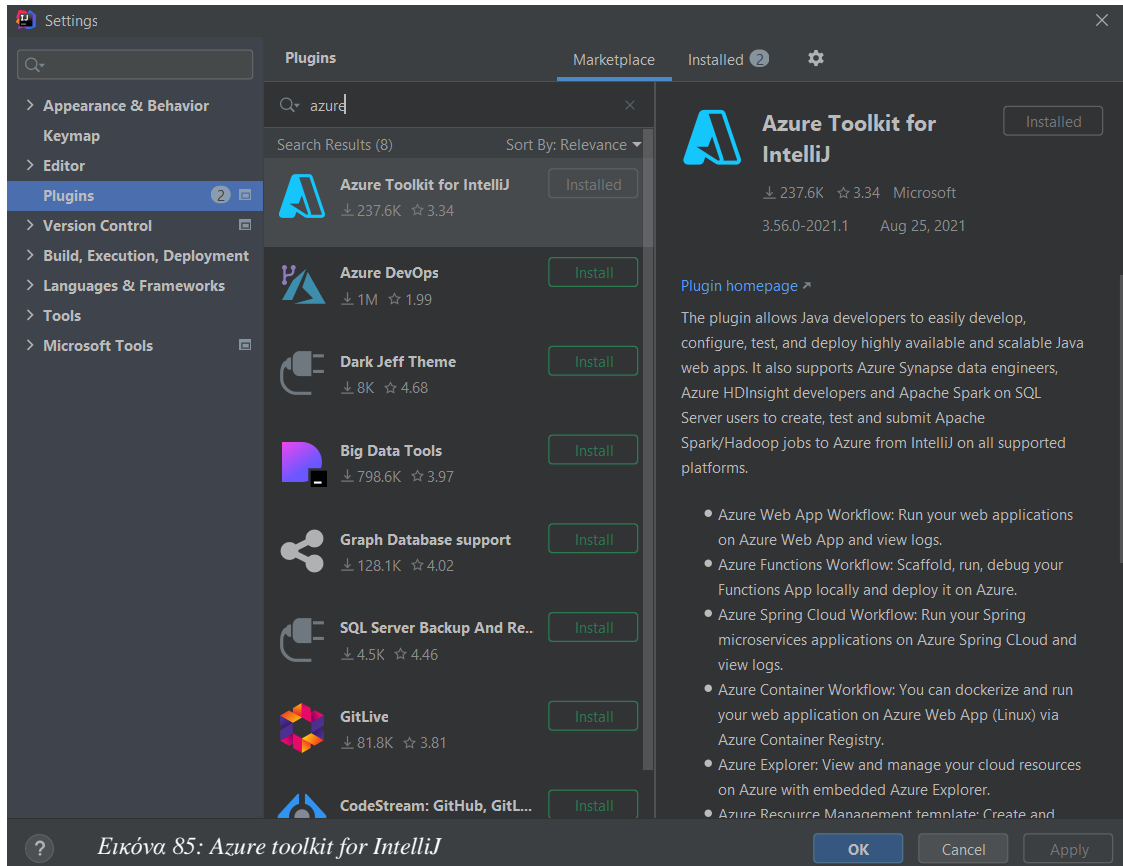 Settings
Appearance & Behavior
Keymap
Editor
Plugins 2
Version Control
Build, Execution, Deployment
Languages & Frameworks
Tools
Microsoft Tools
Plugins
Marketplace
Installed 2
azure
Search Results (8)
Sort By: Relevance
Azure Toolkit for IntelliJ
Installed
237.6K 3.34
Azure DevOps
Install
1M 1.99
Dark Jeff Theme
Install
8K 4.68
Big Data Tools
Install
798.6K 3.97
Graph Database support
Install
128.1K 4.02
SQL Server Backup And Re..
Install
4.5K 4.46
GitLive
Install
81.8K 3.81
CodeStream: GitHub, GitL...
Install
Azure Toolkit for
IntelliJ
Installed
237.6K 3.34 Microsoft
3.56.0-2021.1 Aug 25, 2021
Plugin homepage
The plugin allows Java developers to easily develop,
configure, test, and deploy highly available and scalable Java
web apps. It also supports Azure Synapse data engineers,
Azure HDInsight developers and Apache Spark on SQL
Server users to create, test and submit Apache
Spark/Hadoop jobs to Azure from IntelliJ on all supported
platforms.
Azure Web App Workflow: Run your web applications
on Azure Web App and view logs.
Azure Functions Workflow: Scaffold, run, debug your
Functions App locally and deploy it on Azure.
Azure Spring Cloud Workflow: Run your Spring
microservices applications on Azure Spring CLoud and
view logs.
Azure Container Workflow: You can dockerize and run
your web application on Azure Web App (Linux) via
Azure Container Registry.
Azure Explorer: View and manage your cloud resources
on Azure with embedded Azure Explorer.
Azure Resource Management template: Create and
?
Εικόνα 85: Azure toolkit for IntelliJ
OK
Cancel
Apply